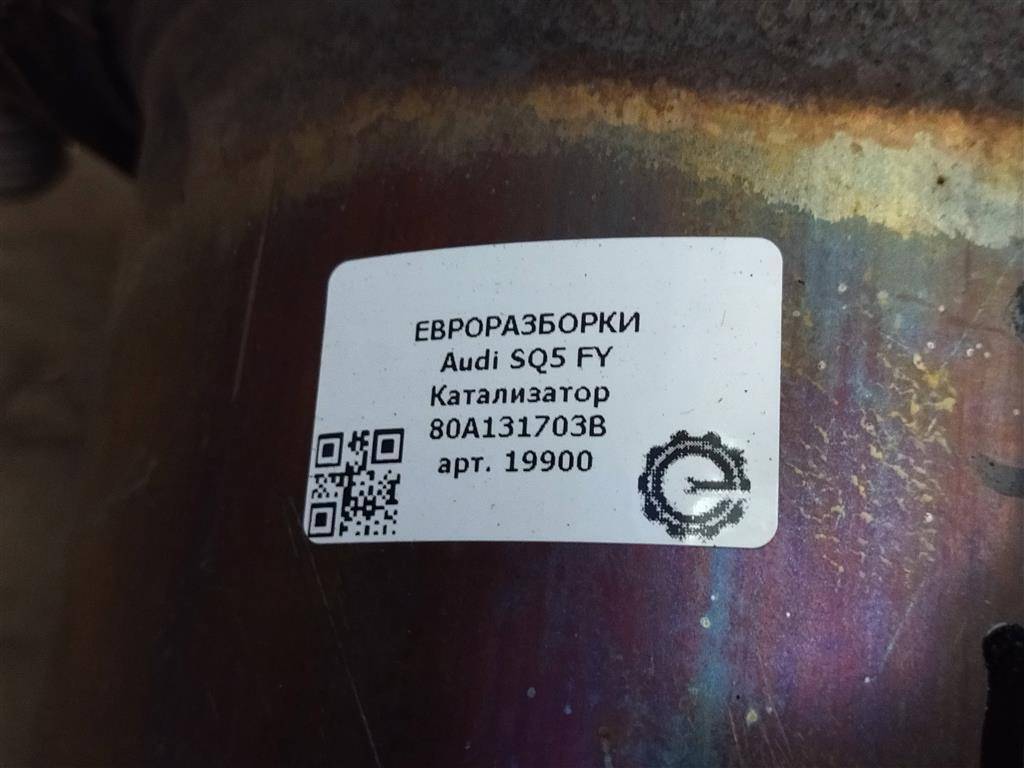 ЕВРОРАЗБОРКИ
Audi SQ5 FY
Катализатор
80A131703B
арт. 19900